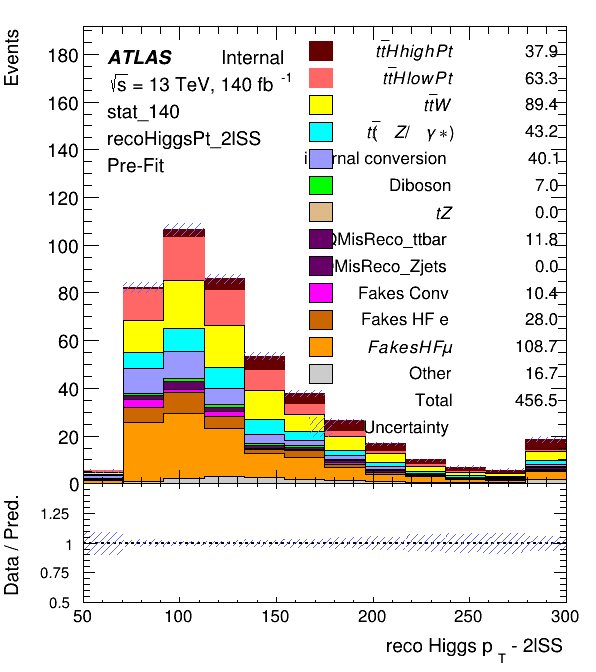 Events
180
160
140
120
100
80
60
40
20
0
ATLAS Internal
√s = 13 TeV, 140 fb⁻¹
stat_140
recoHiggsPt_2lSS
Pre-Fit
tt̄HhighPt 37.9
tt̄HlowPt 63.3
tt̄W 89.4
tt̄( Z/ γ*) 43.2
conversion 40.1
Diboson 7.0
tZ 0.0
QMisReco_ttbar 11.8
MisReco_Zjets 0.0
Fakes Conv 10.4
Fakes HF e 28.0
FakesHFμ 108.7
Other 16.7
Total 456.5
Uncertainty
Data / Pred.
1.25
1
0.75
0.5
50 100 150 200 250 300
reco Higgs p_T - 2lSS